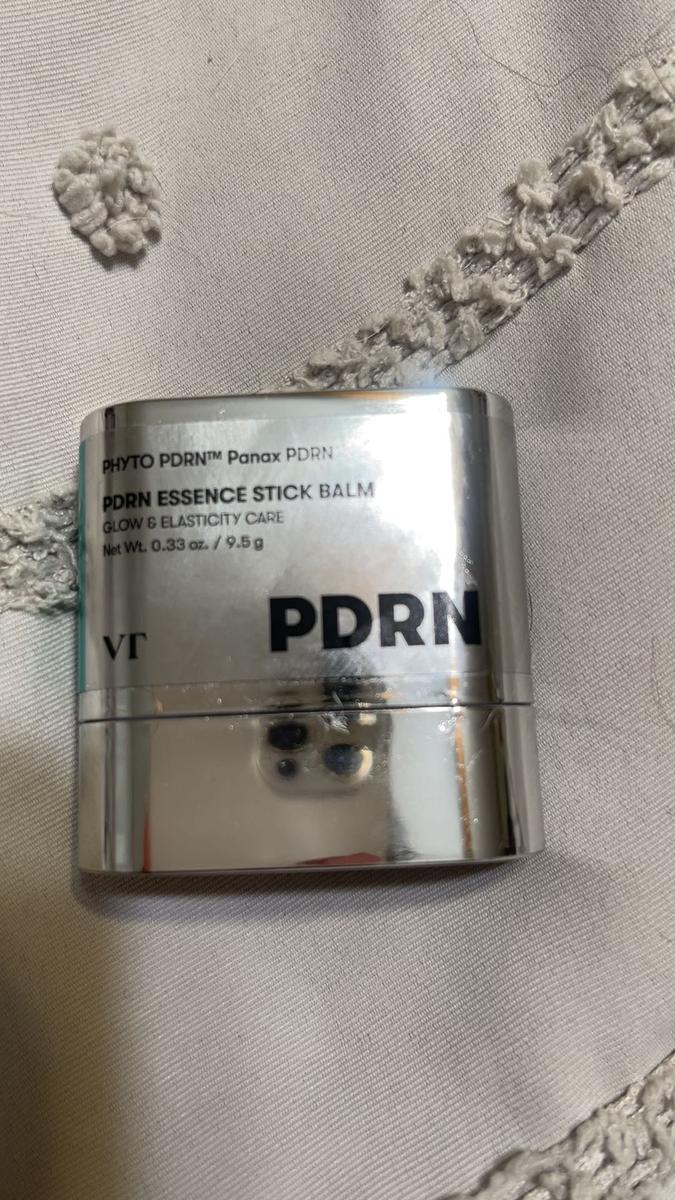 PHYTO PDRN™ Panax PDRN
PDRN ESSENCE STICK BALM
GLOW & ELASTICITY CARE
Net Wt. 0.33 oz. / 9.5 g
VT
PDRN